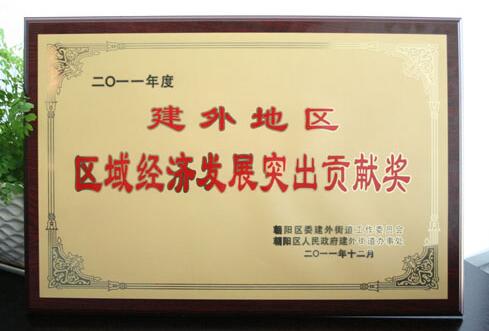 二〇一一年度
建外地区
区域经济发展突出贡献奖
朝阳区委建外街道工作委员会
朝阳区人民政府建外街道办事处
二〇一一年十二月